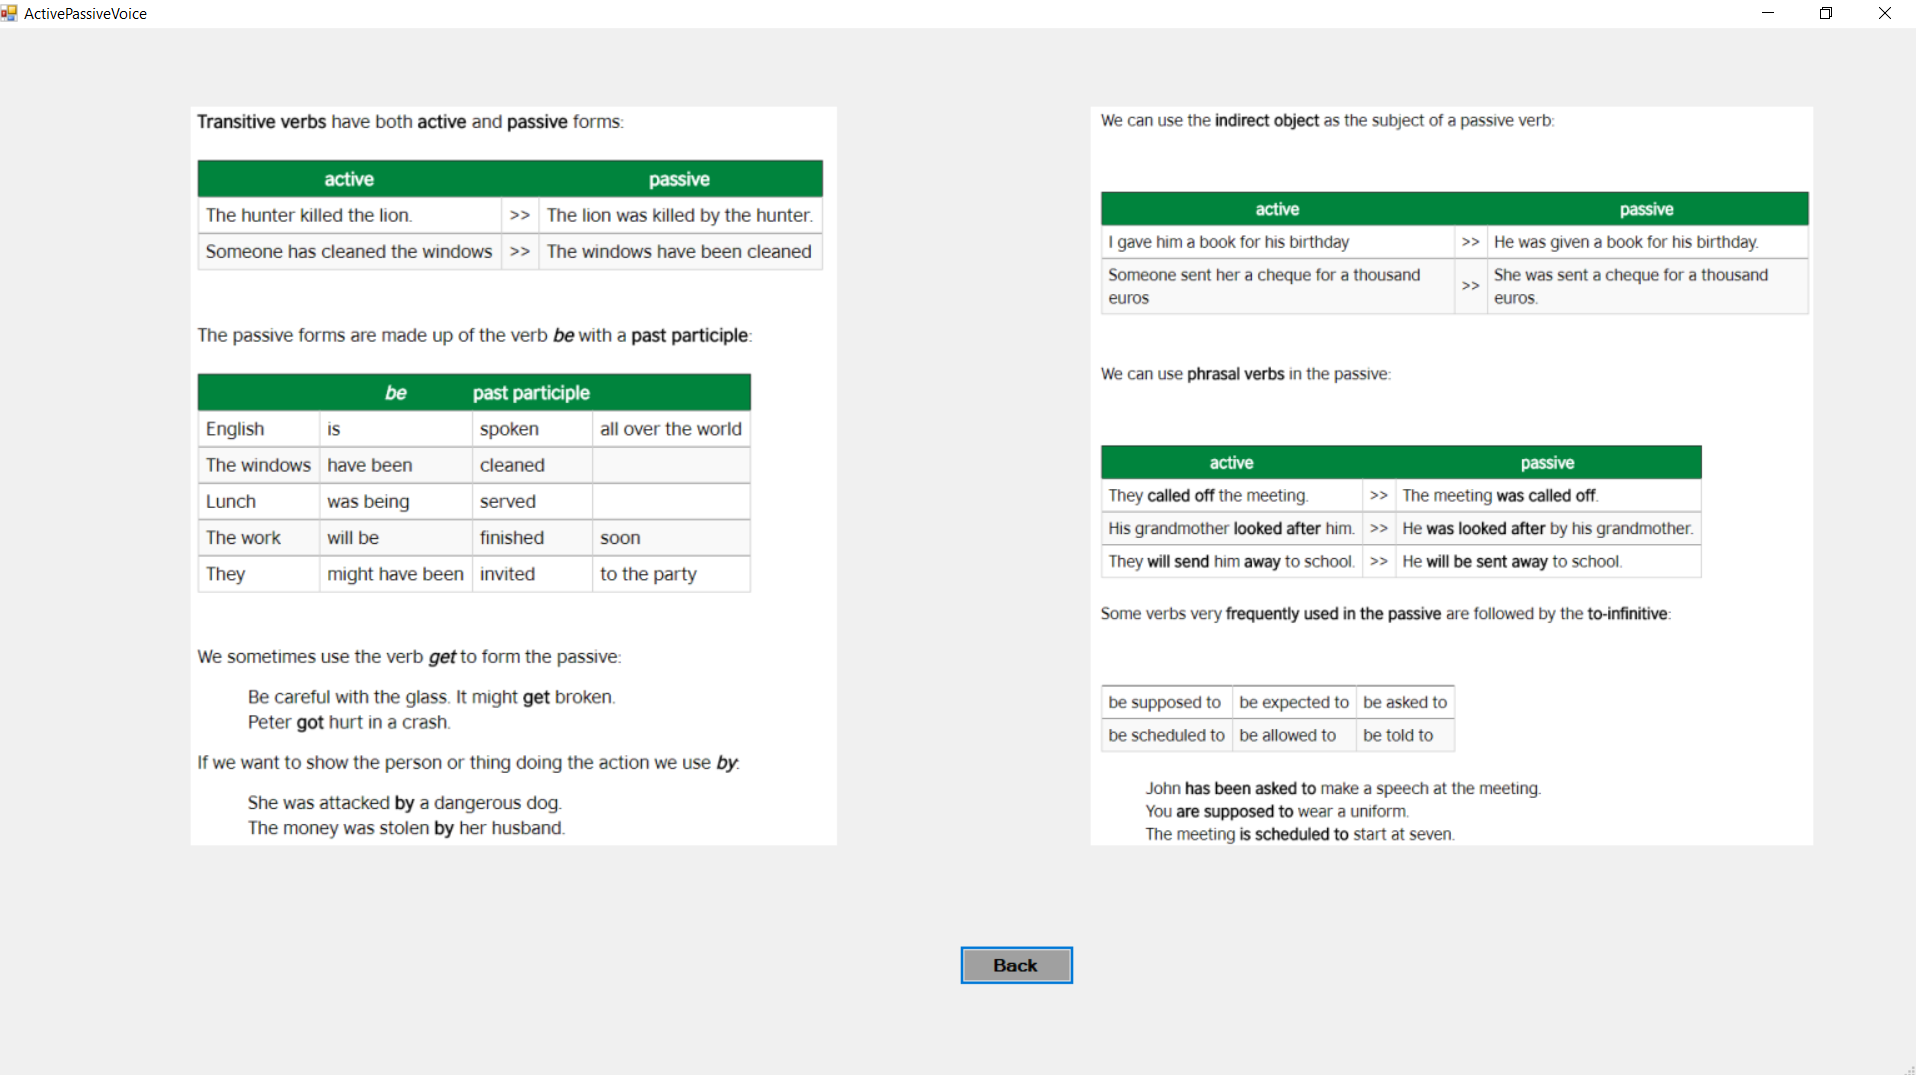 ActivePassiveVoice
Transitive verbs have both active and passive forms:
active passive
The hunter killed the lion. >> The lion was killed by the hunter.
Someone has cleaned the windows >> The windows have been cleaned
The passive forms are made up of the verb be with a past participle:
be past participle
English is spoken all over the world
The windows have been cleaned
Lunch was being served
The work will be finished soon
They might have been invited to the party
We sometimes use the verb get to form the passive:
Be careful with the glass. It might get broken.
Peter got hurt in a crash.
If we want to show the person or thing doing the action we use by:
She was attacked by a dangerous dog.
The money was stolen by her husband.
We can use the indirect object as the subject of a passive verb:
active passive
I gave him a book for his birthday >> He was given a book for his birthday.
Someone sent her a cheque for a thousand euros >> She was sent a cheque for a thousand euros.
We can use phrasal verbs in the passive:
active passive
They called off the meeting. >> The meeting was called off.
His grandmother looked after him. >> He was looked after by his grandmother.
They will send him away to school. >> He will be sent away to school.
Some verbs very frequently used in the passive are followed by the to-infinitive:
be supposed to be expected to be asked to
be scheduled to be allowed to be told to
John has been asked to make a speech at the meeting.
You are supposed to wear a uniform.
The meeting is scheduled to start at seven.
Back